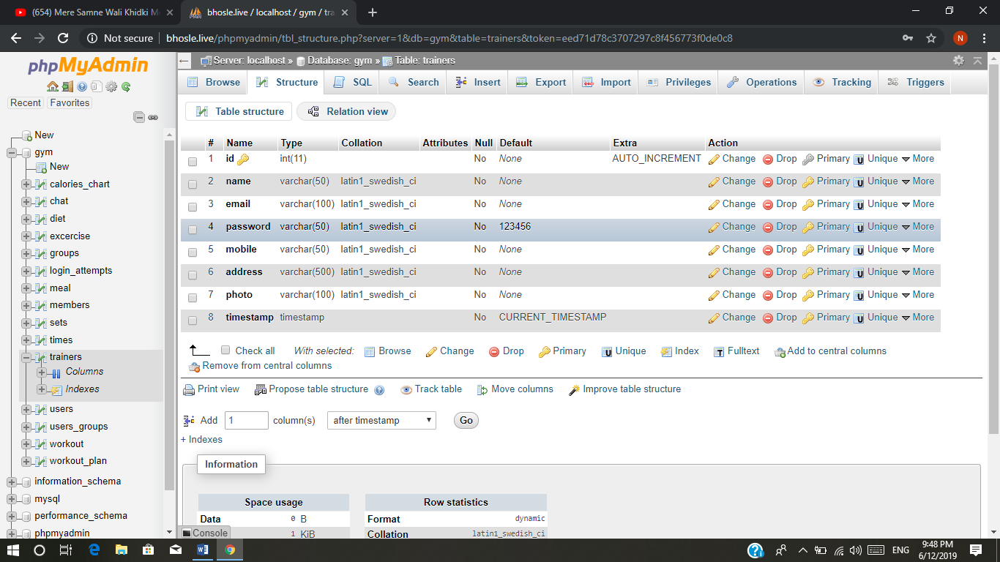 (654) Mere Samne Wali Khidki M
bhosle.live / localhost / gym / tra
Not secure | bhosle.live/phpmyadmin/tbl_structure.php?server=1&db=gym&table=trainers&token=eed71d78c3707297c8f456773f0de0c8
N
phpMyAdmin
Recent Favorites
New
gym
New
calories_chart
chat
diet
excercise
groups
login_attempts
meal
members
sets
times
trainers
Columns
Indexes
users
users_groups
workout
workout_plan
information_schema
mysql
performance_schema
phpmyadmin
Server: localhost » Database: gym » Table: trainers
Browse Structure SQL Search Insert Export Import Privileges Operations Tracking Triggers
Table structure Relation view
# Name Type Collation Attributes Null Default Extra Action
1 id int(11) No None AUTO_INCREMENT Change Drop Primary Unique More
2 name varchar(50) latin1_swedish_ci No None Change Drop Primary Unique More
3 email varchar(100) latin1_swedish_ci No None Change Drop Primary Unique More
4 password varchar(50) latin1_swedish_ci No 123456 Change Drop Primary Unique More
5 mobile varchar(50) latin1_swedish_ci No None Change Drop Primary Unique More
6 address varchar(500) latin1_swedish_ci No None Change Drop Primary Unique More
7 photo varchar(100) latin1_swedish_ci No None Change Drop Primary Unique More
8 timestamp timestamp No CURRENT_TIMESTAMP Change Drop Primary Unique More
Check all With selected: Browse Change Drop Primary Unique Index Fulltext Add to central columns
Remove from central columns
Print view Propose table structure Track table Move columns Improve table structure
Add 1 column(s) after timestamp Go
+ Indexes
Information
Space usage
Data 0 B
1 KiB
Row statistics
Format dynamic
Collation latin1_swedish_ci
Console
ENG
9:48 PM
6/12/2019